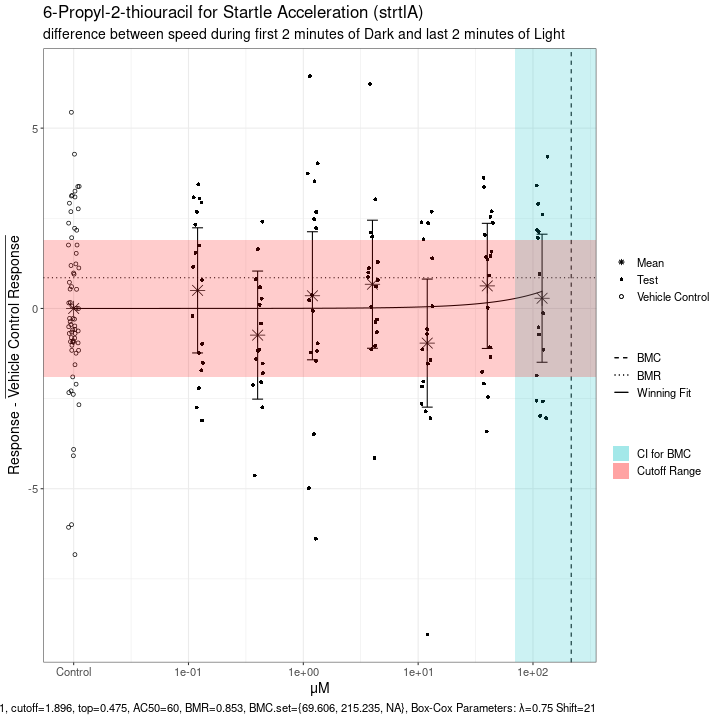 6-Propyl-2-thiouracil for Startle Acceleration (strtlA)
difference between speed during first 2 minutes of Dark and last 2 minutes of Light
Response - Vehicle Control Response
5
0
-5
Control
1e-01
1e+00
1e+01
1e+02
μM
Mean
Test
Vehicle Control
BMC
BMR
Winning Fit
CI for BMC
Cutoff Range
1, cutoff=1.896, top=0.475, AC50=60, BMR=0.853, BMC.set={69.606, 215.235, NA}, Box-Cox Parameters: λ=0.75 Shift=21